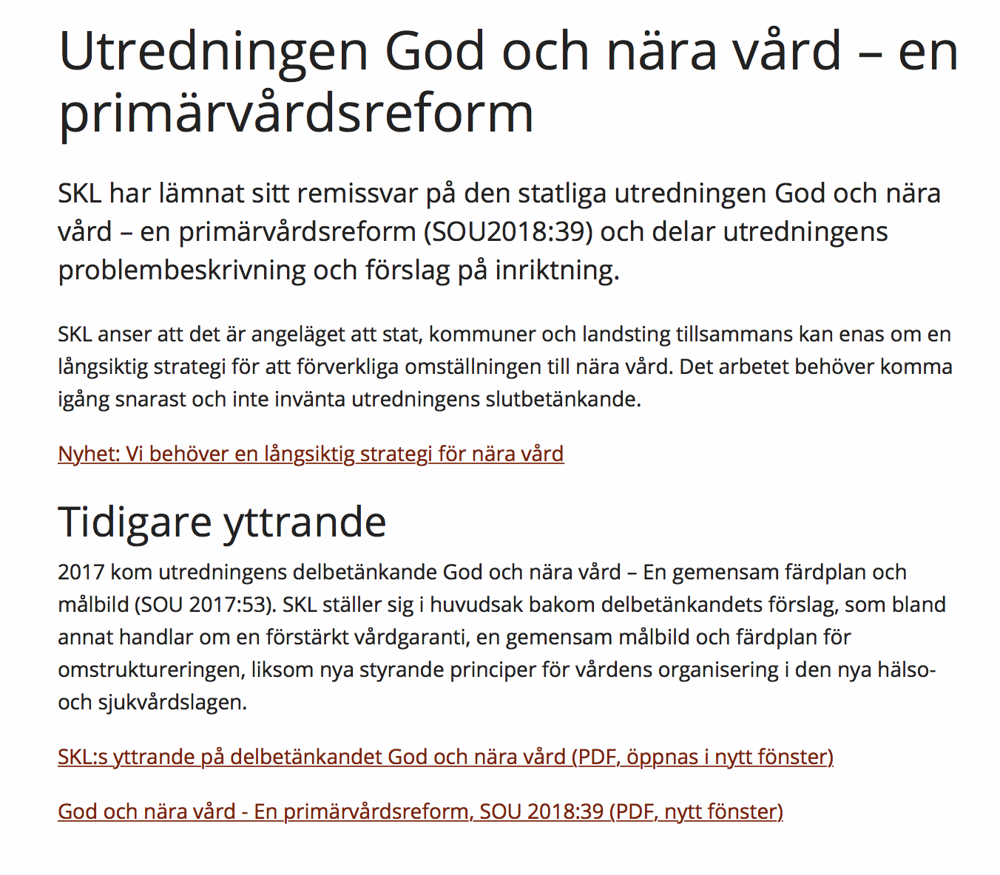 Utredningen God och nära vård – en
primärvårdsreform
SKL har lämnat sitt remissvar på den statliga utredningen God och nära
vård – en primärvårdsreform (SOU2018:39) och delar utredningens
problembeskrivning och förslag på inriktning.
SKL anser att det är angeläget att stat, kommuner och landsting tillsammans kan enas om en
långsiktig strategi för att förverkliga omställningen till nära vård. Det arbetet behöver komma
igång snarast och inte invänta utredningens slutbetänkande.
Nyhet: Vi behöver en långsiktig strategi för nära vård
Tidigare yttrande
2017 kom utredningens delbetänkande God och nära vård – En gemensam färdplan och
målbild (SOU 2017:53). SKL ställer sig i huvudsak bakom delbetänkandets förslag, som bland
annat handlar om en förstärkt vårdgaranti, en gemensam målbild och färdplan för
omstruktureringen, liksom nya styrande principer för vårdens organisering i den nya hälso-
och sjukvårdslagen.
SKL:s yttrande på delbetänkandet God och nära vård (PDF, öppnas i nytt fönster)
God och nära vård - En primärvårdsreform, SOU 2018:39 (PDF, nytt fönster)